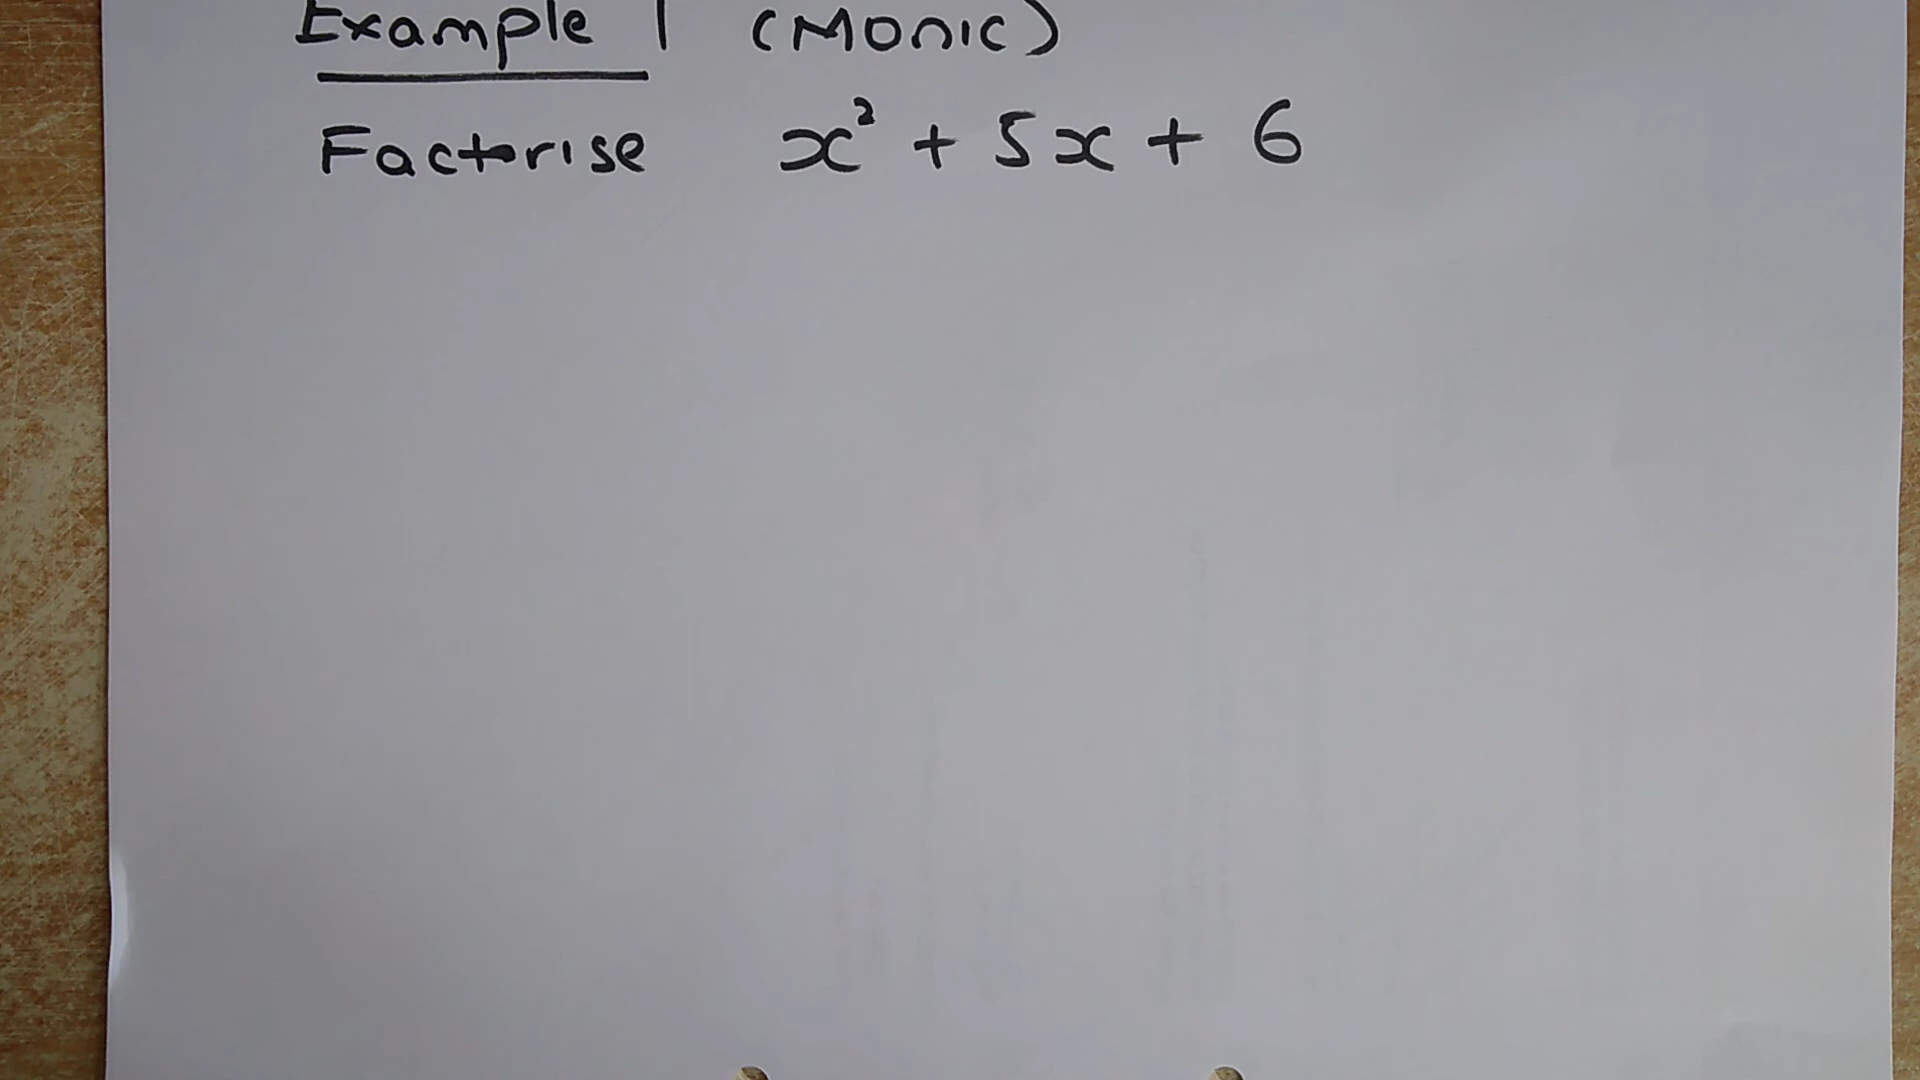 Example 1 (Monic)
Factorise x² + 5x + 6